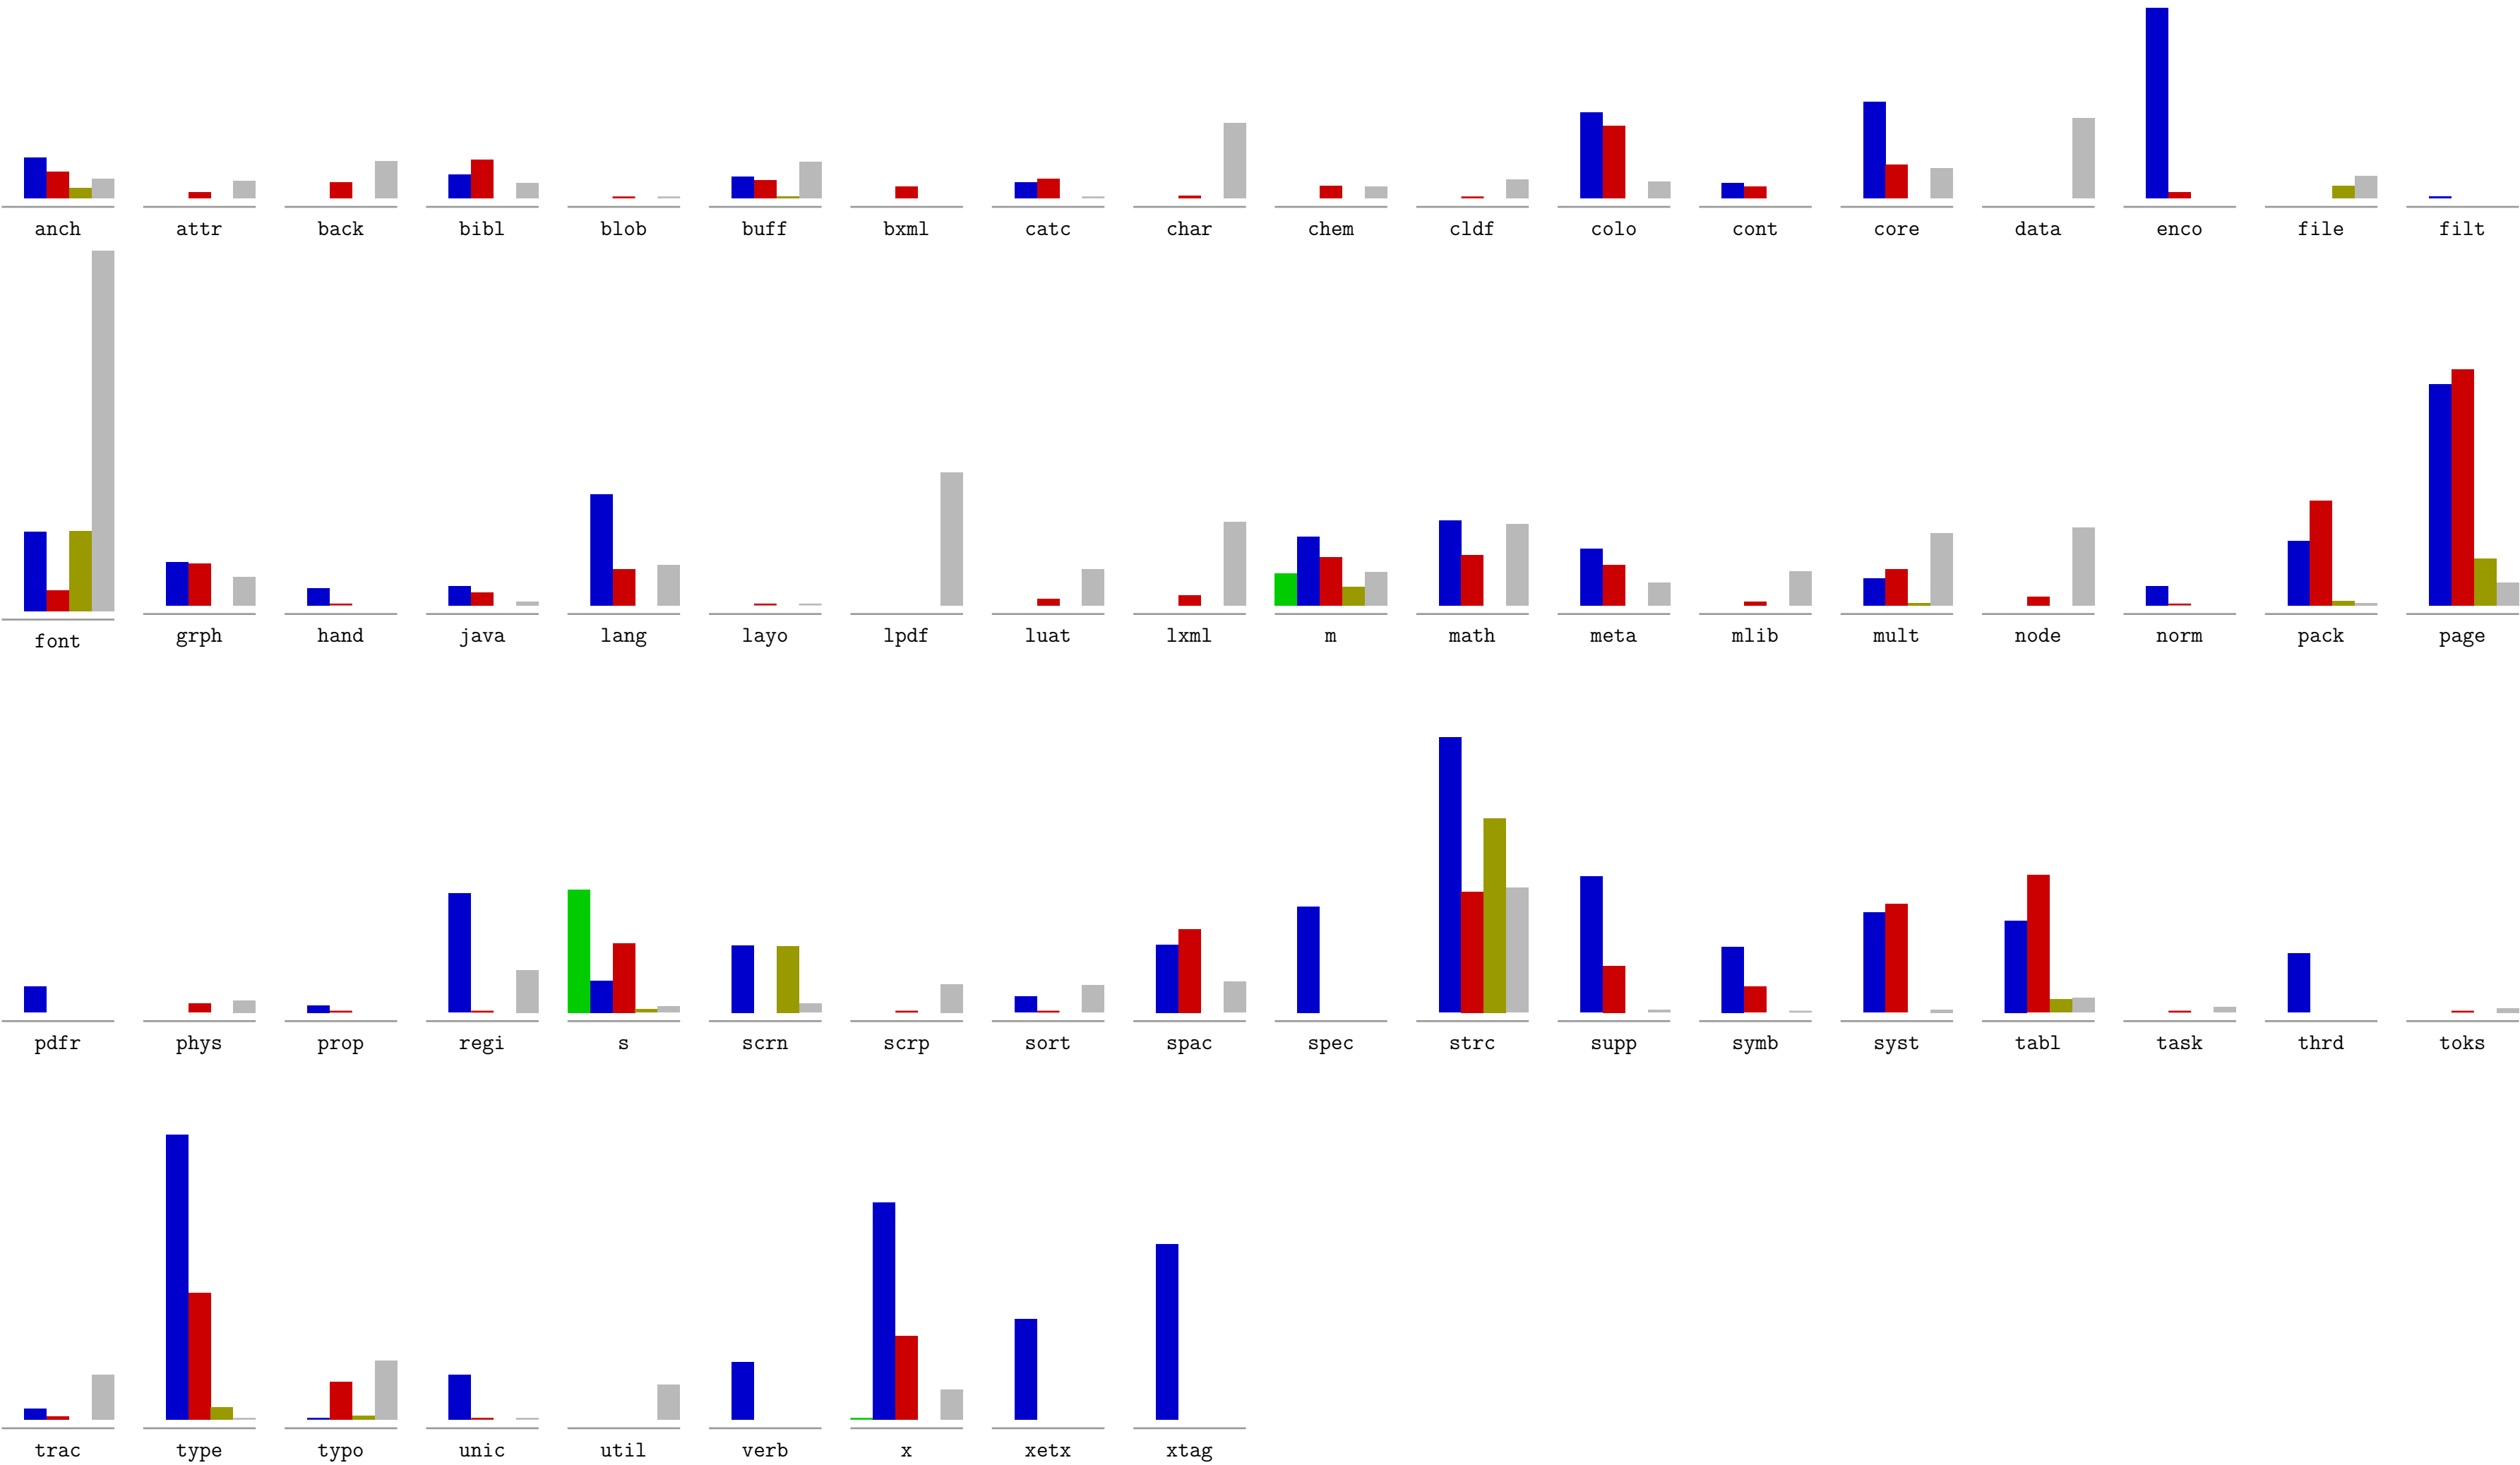 anch attr back bibl blob buff bxml catc char chem cldf colo cont core data enco file filt
font grph hand java lang layo lpdf luat lxml m math meta mlib mult node norm pack page
pdfr phys prop regi s scrn scrp sort spac spec strc supp symb syst tabl task thrd toks
trac type typo unic util verb x xetx xtag